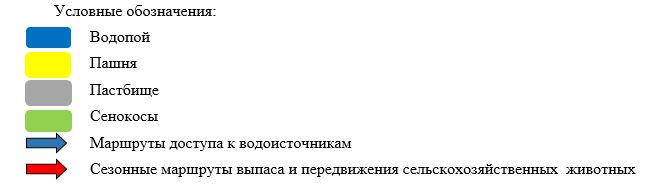 Условные обозначения:
Водопой
Пашня
Пастбище
Сенокосы
Маршруты доступа к водоисточникам
Сезонные маршруты выпаса и передвижения сельскохозяйственных животных